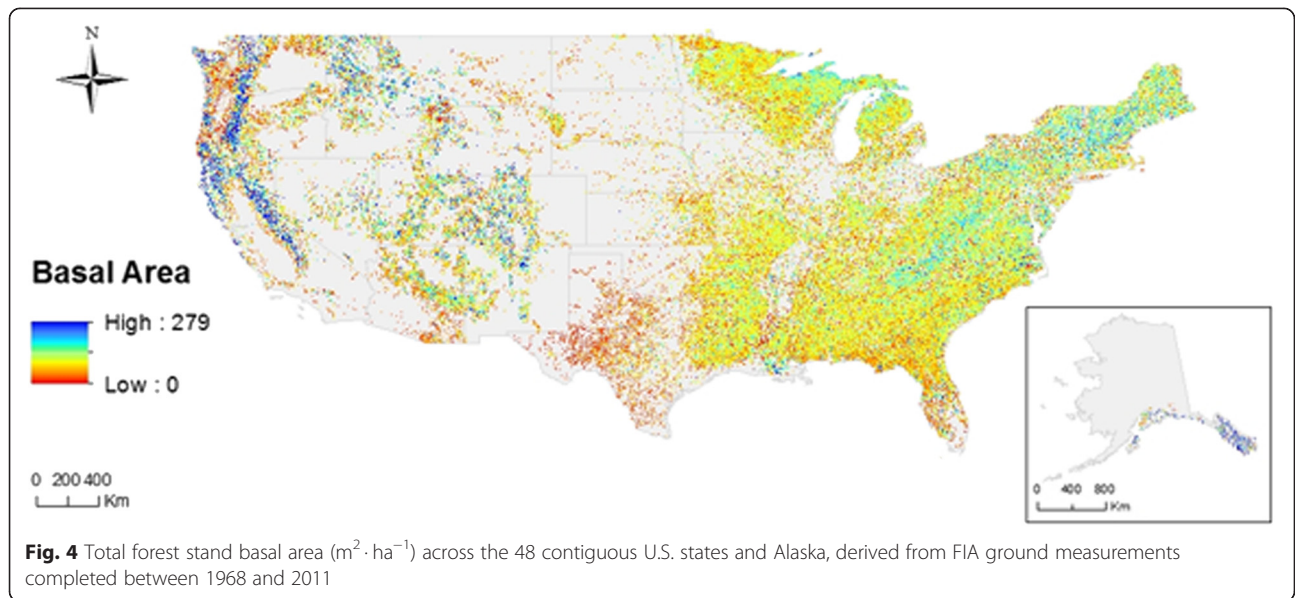 N
Basal Area
High : 279
Low : 0
0 200 400
Km
0 400 800
Km
Fig. 4 Total forest stand basal area (m² · ha⁻¹) across the 48 contiguous U.S. states and Alaska, derived from FIA ground measurements
completed between 1968 and 2011